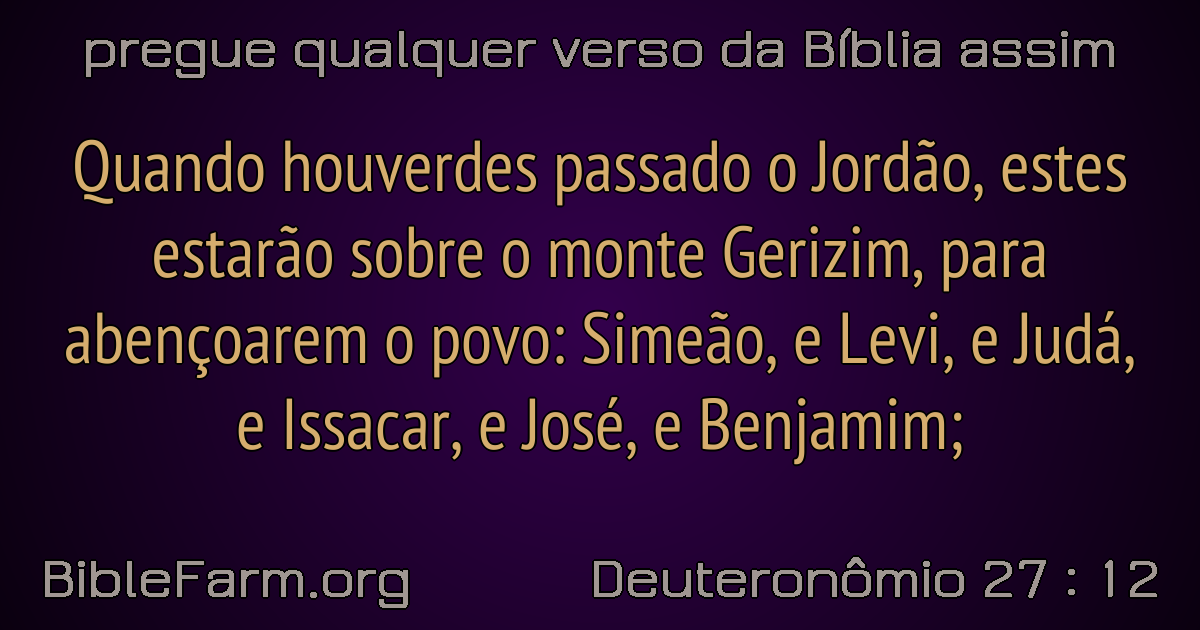 pregue qualquer verso da Bíblia assim
Quando houverdes passado o Jordão, estes
estarão sobre o monte Gerizim, para
abençoarem o povo: Simeão, e Levi, e Judá,
e Issacar, e José, e Benjamim;
BibleFarm.org
Deuteronômio 27 : 12